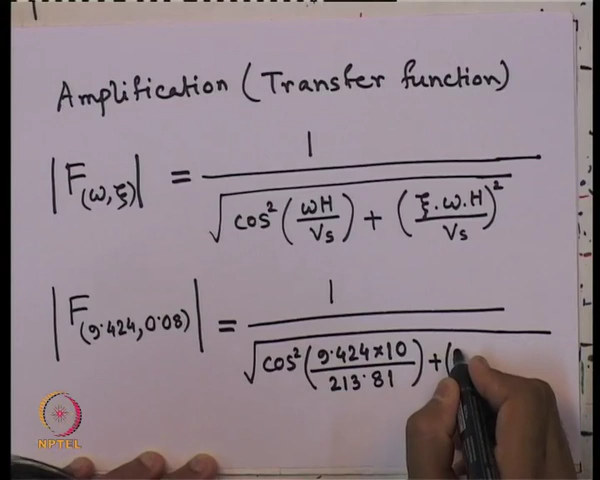 Amplification (Transfer function)
|F(ω,ξ)| = 1 / √(cos²(ωH/Vs) + (ξ.ω.H/Vs)²)
|F(9.424,0.08)| = 1 / √(cos²(9.424×10/213.81) + (
NPTEL